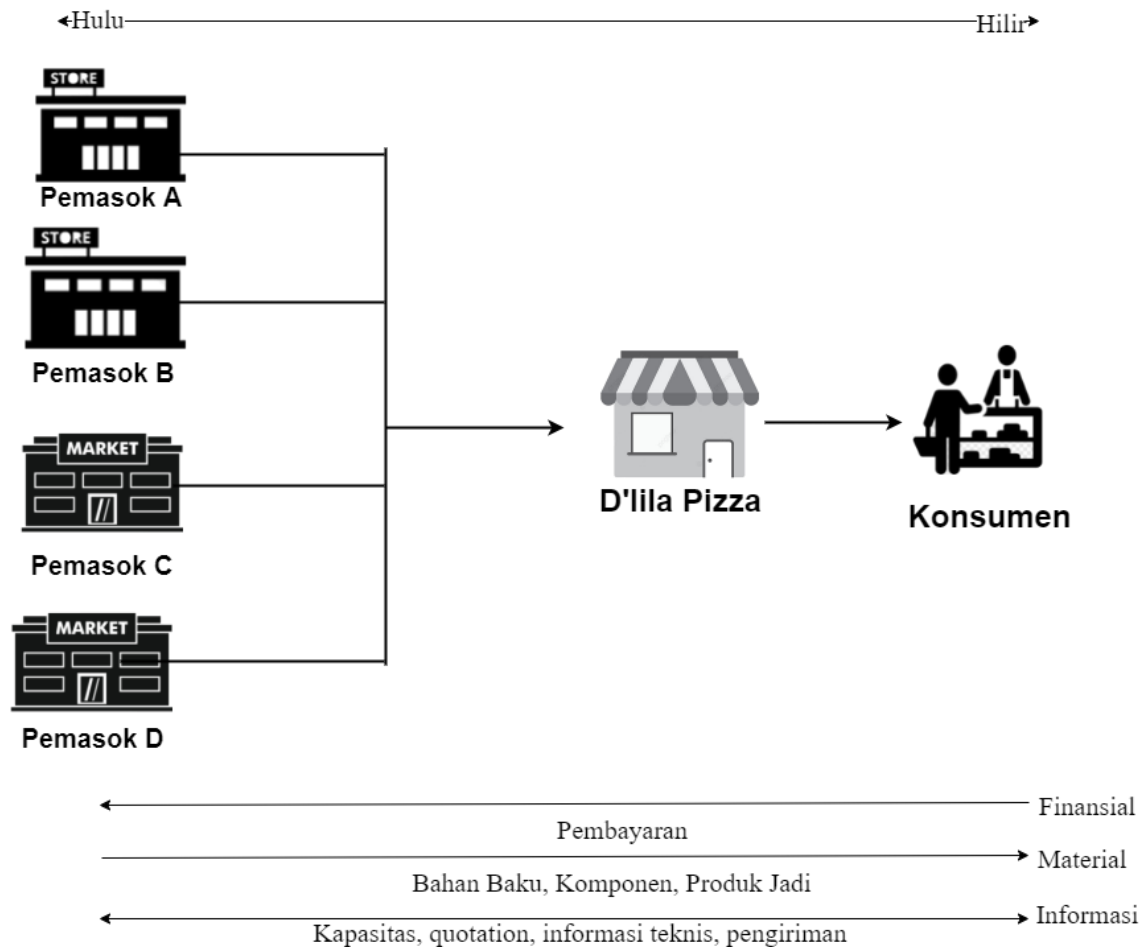 Hulu
Hilir
STORE
Pemasok A
STORE
Pemasok B
MARKET
Pemasok C
MARKET
Pemasok D
D'lila Pizza
Konsumen
Finansial
Pembayaran
Material
Bahan Baku, Komponen, Produk Jadi
Informasi
Kapasitas, quotation, informasi teknis, pengiriman